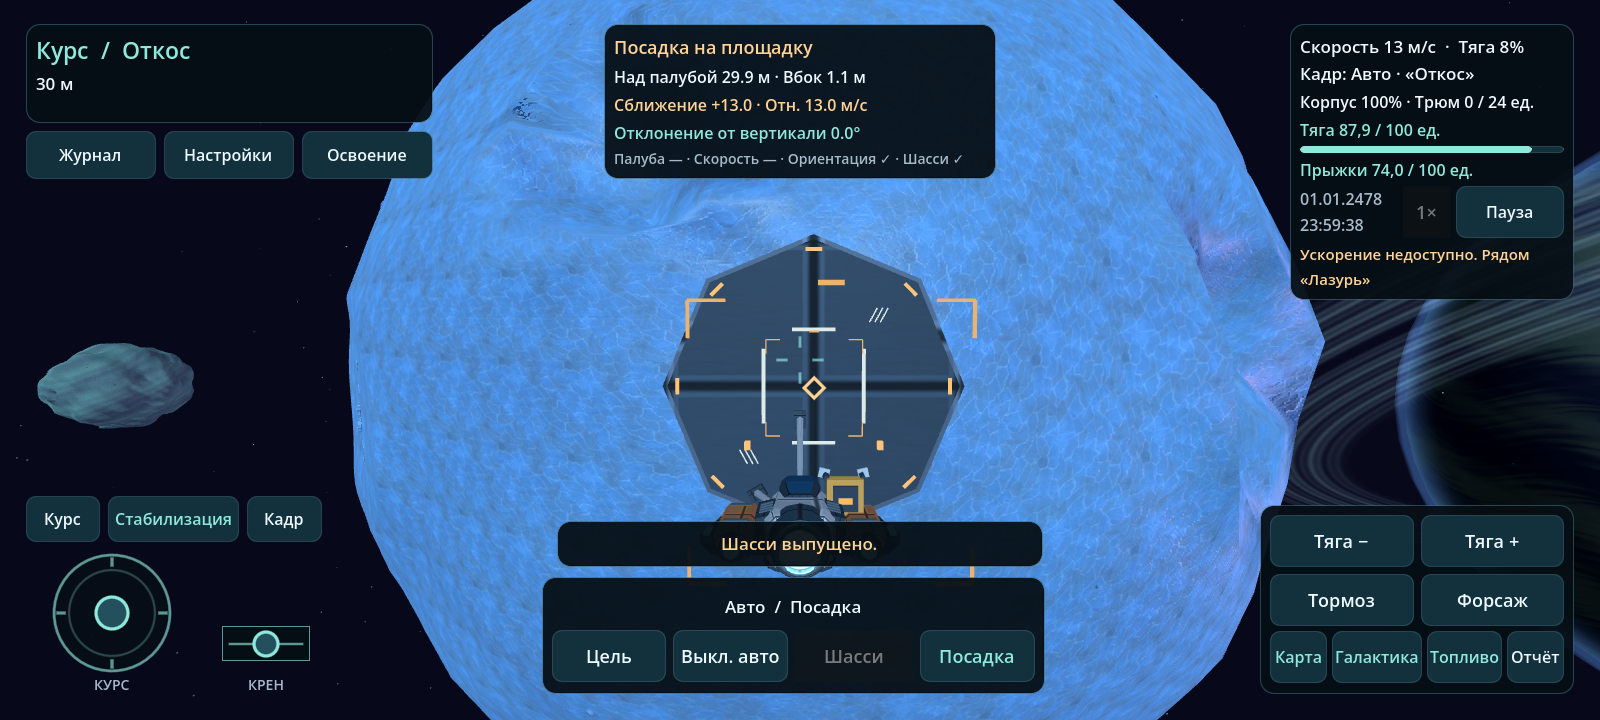 Курс / Откос
30 м
Журнал
Настройки
Освоение
Посадка на площадку
Над палубой 29.9 м · Вбок 1.1 м
Сближение +13.0 · Отн. 13.0 м/с
Отклонение от вертикали 0.0°
Палуба — · Скорость — · Ориентация ✓ · Шасси ✓
Скорость 13 м/с · Тяга 8%
Кадр: Авто · «Откос»
Корпус 100% · Трюм 0 / 24 ед.
Тяга 87,9 / 100 ед.
Прыжки 74,0 / 100 ед.
01.01.2478
23:59:38
1×
Пауза
Ускорение недоступно. Рядом
«Лазурь»
Курс
Стабилизация
Кадр
КУРС
КРЕН
Шасси выпущено.
Авто / Посадка
Цель
Выкл. авто
Шасси
Посадка
Тяга −
Тяга +
Тормоз
Форсаж
Карта
Галактика
Топливо
Отчёт